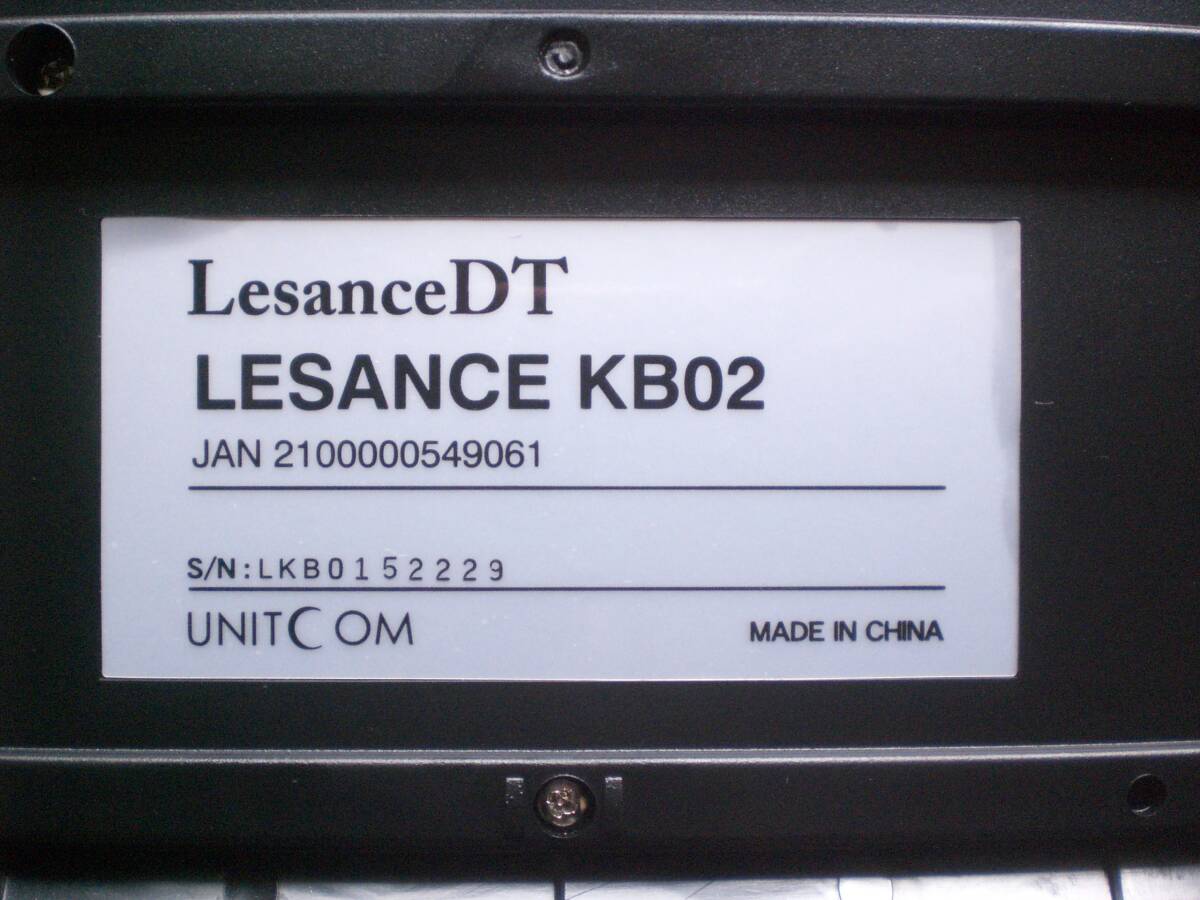 LesanceDT
LESANCE KB02
JAN 2100000549061
S/N:LKB0152229
UNITCOM
MADE IN CHINA